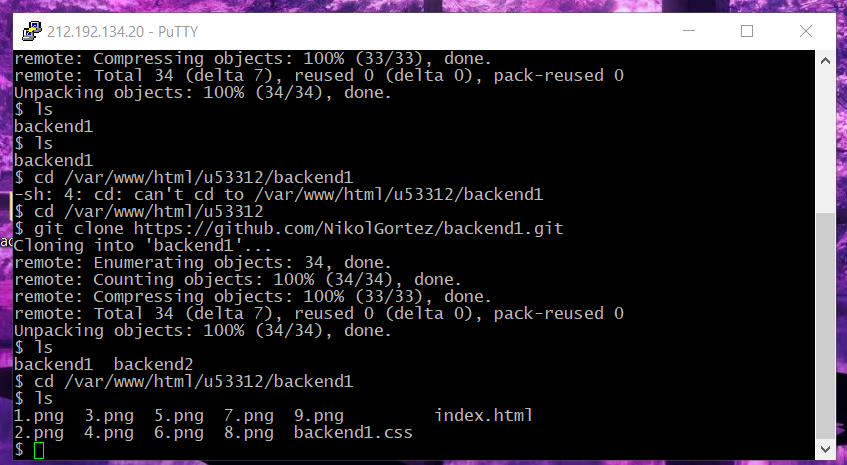 212.192.134.20 - PuTTY
remote: Compressing objects: 100% (33/33), done.
remote: Total 34 (delta 7), reused 0 (delta 0), pack-reused 0
Unpacking objects: 100% (34/34), done.
$ ls
backend1
$ ls
backend1
$ cd /var/www/html/u53312/backend1
-sh: 4: cd: can't cd to /var/www/html/u53312/backend1
$ cd /var/www/html/u53312
$ git clone https://github.com/NikolGortez/backend1.git
Cloning into 'backend1'...
remote: Enumerating objects: 34, done.
remote: Counting objects: 100% (34/34), done.
remote: Compressing objects: 100% (33/33), done.
remote: Total 34 (delta 7), reused 0 (delta 0), pack-reused 0
Unpacking objects: 100% (34/34), done.
$ ls
backend1  backend2
$ cd /var/www/html/u53312/backend1
$ ls
1.png  3.png  5.png  7.png  9.png         index.html
2.png  4.png  6.png  8.png  backend1.css
$